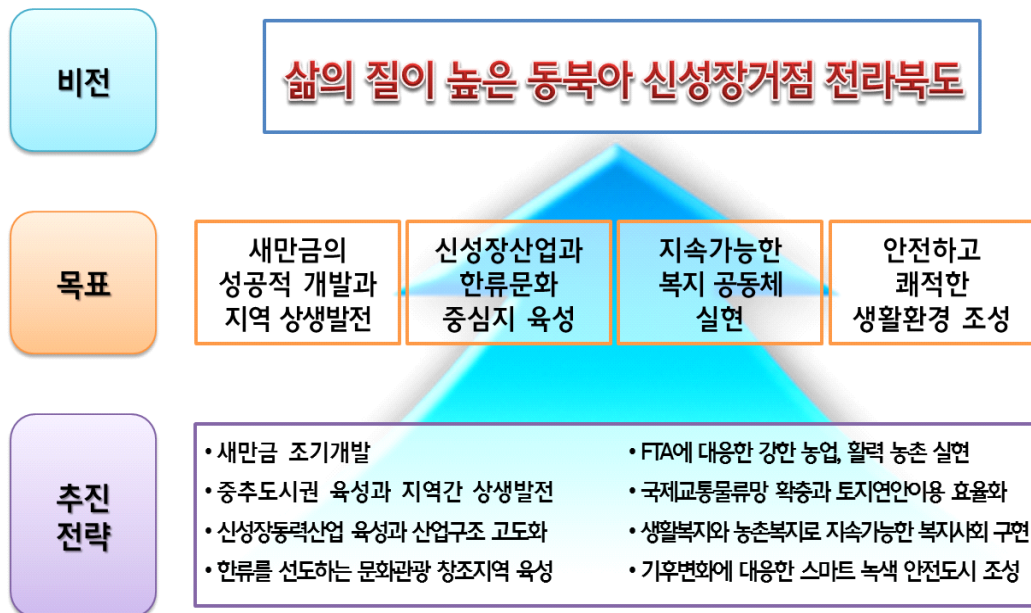 비전
삶의 질이 높은 동북아 신성장거점 전라북도
목표
새만금의
성공적 개발과
지역 상생발전
신성장산업과
한류문화
중심지 육성
지속가능한
복지 공동체
실현
안전하고
쾌적한
생활환경 조성
추진
전략
• 새만금 조기개발
• 중추도시권 육성과 지역간 상생발전
• 신성장동력산업 육성과 산업구조 고도화
• 한류를 선도하는 문화관광 창조지역 육성
• FTA에 대응한 강한 농업, 활력 농촌 실현
• 국제교통물류망 확충과 토지연안이용 효율화
• 생활복지와 농촌복지로 지속가능한 복지사회 구현
• 기후변화에 대응한 스마트 녹색 안전도시 조성